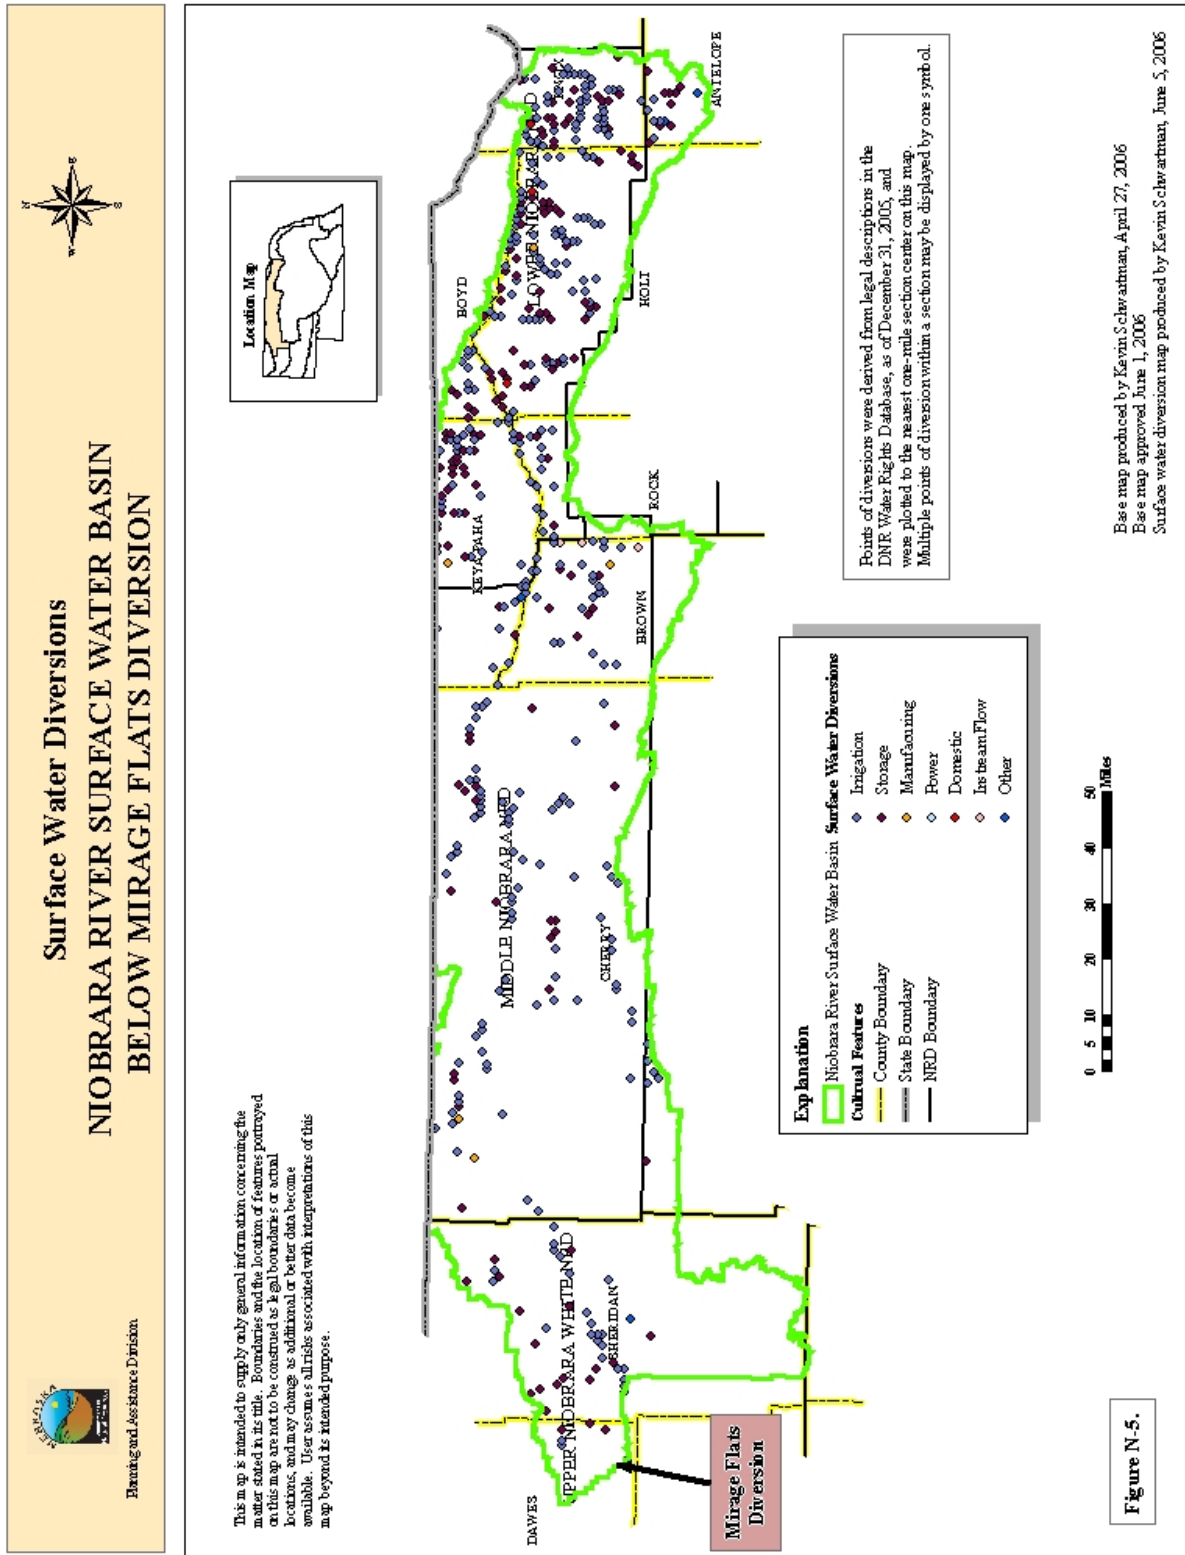 Surface Water Diversions
NIOBRARA RIVER SURFACE WATER BASIN
BELOW MIRAGE FLATS DIVERSION
NEBRASKA
Planning and Assistance Division
N
E
S
W
This map is intended to supply only general information concerning the
matter stated in its title. Boundaries and the location of features portrayed
on this map are not to be construed as legal boundaries or actual
locations, and may change as additional or better data become
available. User assumes all risks associated with interpretations of this
map beyond its intended purpose.
Location Map
BOYD
KEYA PAHA
KNOX
LOWER NIOBRARA NRD
ANTELOPE
HOLT
ROCK
BROWN
MIDDLE NIOBRARA NRD
CHERRY
UPPER NIOBRARA WHITE NRD
SHERIDAN
DAWES
Mirage Flats
Diversion
Explanation
Niobrara River Surface Water Basin
Cultrual Features
County Boundary
State Boundary
NRD Boundary
Surface Water Diversions
Irrigation
Storage
Manufacuring
Power
Domestic
Instream Flow
Other
0 5 10 20 30 40 50
Miles
Points of diversions were derived from legal descriptions in the
DNR Water Rights Database, as of December 31, 2005, and
were plotted to the nearest one-mile section center on this map.
Multiple points of diversion within a section may be displayed by one symbol.
Base map produced by Kevin Schwartman, April 27, 2006
Base map approved June 1, 2006
Surface water diversion map produced by Kevin Schwartman, June 5, 2006
Figure N-5.